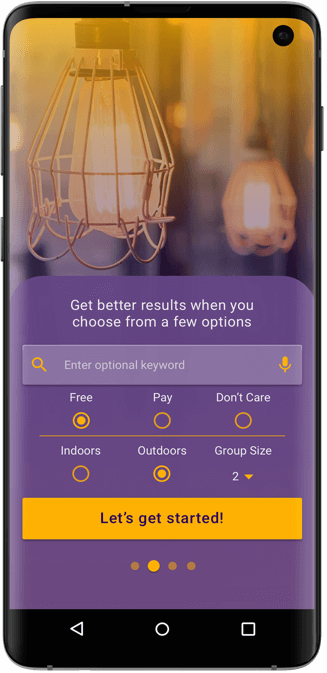 Get better results when you
choose from a few options
Enter optional keyword
Free Pay Don't Care
Indoors Outdoors Group Size
2
Let's get started!